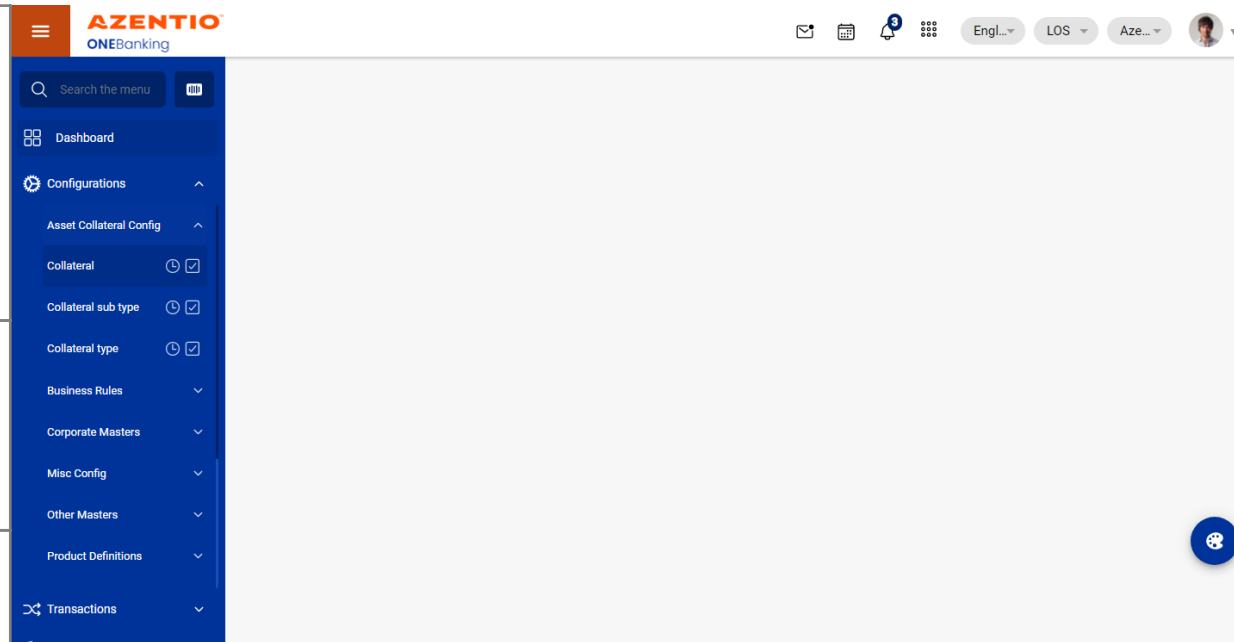 AZENTIO
ONEBanking
3
Engl...
LOS
Aze...
Search the menu
Dashboard
Configurations
Asset Collateral Config
Collateral
Collateral sub type
Collateral type
Business Rules
Corporate Masters
Misc Config
Other Masters
Product Definitions
Transactions